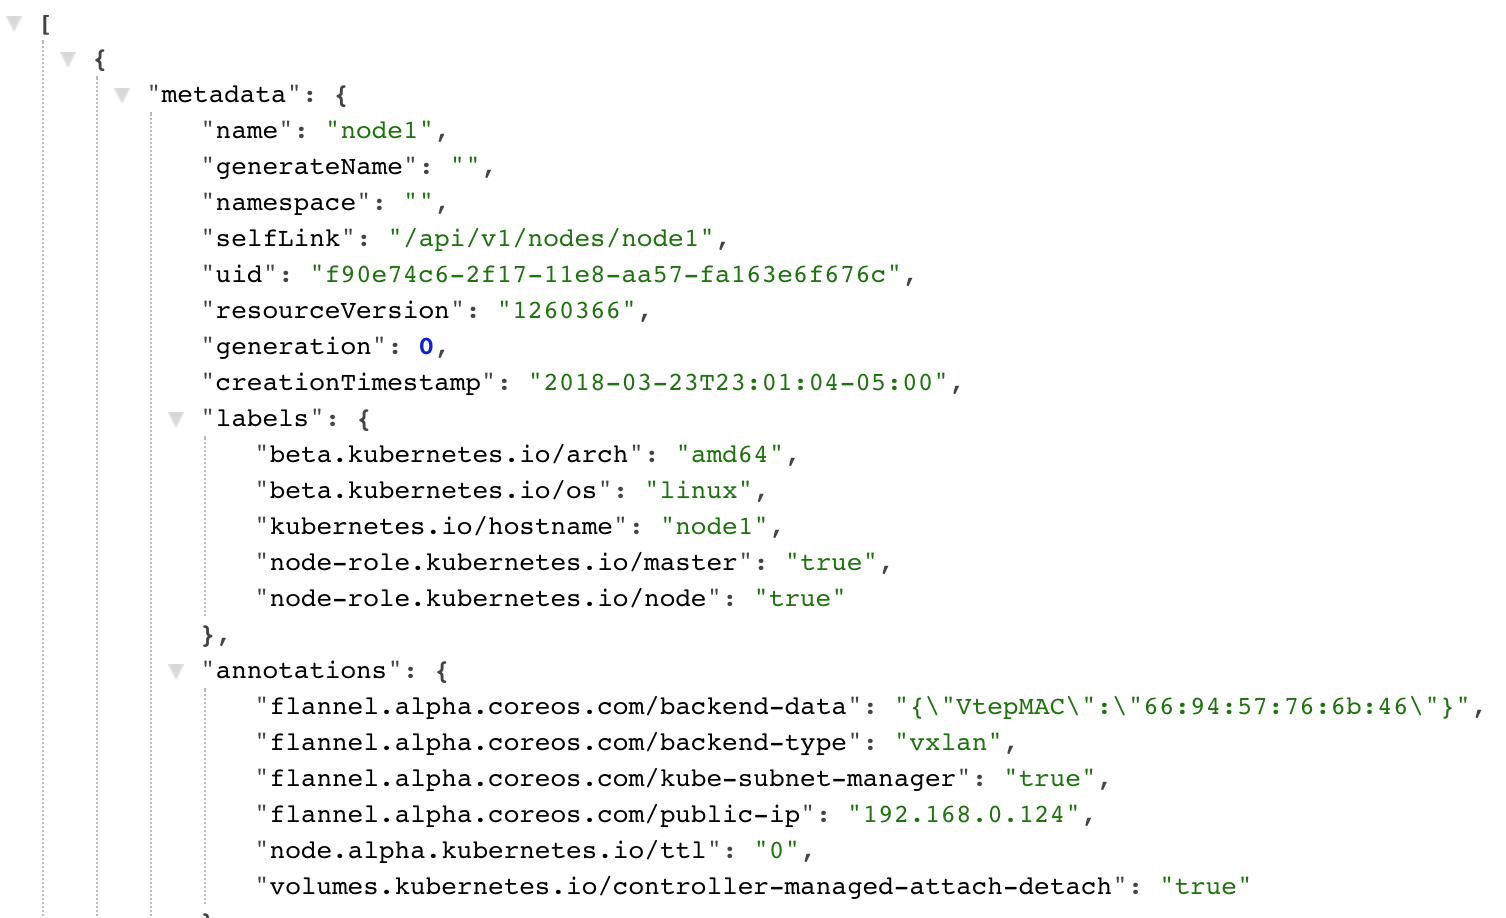 [
{
"metadata": {
"name": "node1",
"generateName": "",
"namespace": "",
"selfLink": "/api/v1/nodes/node1",
"uid": "f90e74c6-2f17-11e8-aa57-fa163e6f676c",
"resourceVersion": "1260366",
"generation": 0,
"creationTimestamp": "2018-03-23T23:01:04-05:00",
"labels": {
"beta.kubernetes.io/arch": "amd64",
"beta.kubernetes.io/os": "linux",
"kubernetes.io/hostname": "node1",
"node-role.kubernetes.io/master": "true",
"node-role.kubernetes.io/node": "true"
},
"annotations": {
"flannel.alpha.coreos.com/backend-data": "{\"VtepMAC\":\"66:94:57:76:6b:46\"}",
"flannel.alpha.coreos.com/backend-type": "vxlan",
"flannel.alpha.coreos.com/kube-subnet-manager": "true",
"flannel.alpha.coreos.com/public-ip": "192.168.0.124",
"node.alpha.kubernetes.io/ttl": "0",
"volumes.kubernetes.io/controller-managed-attach-detach": "true"